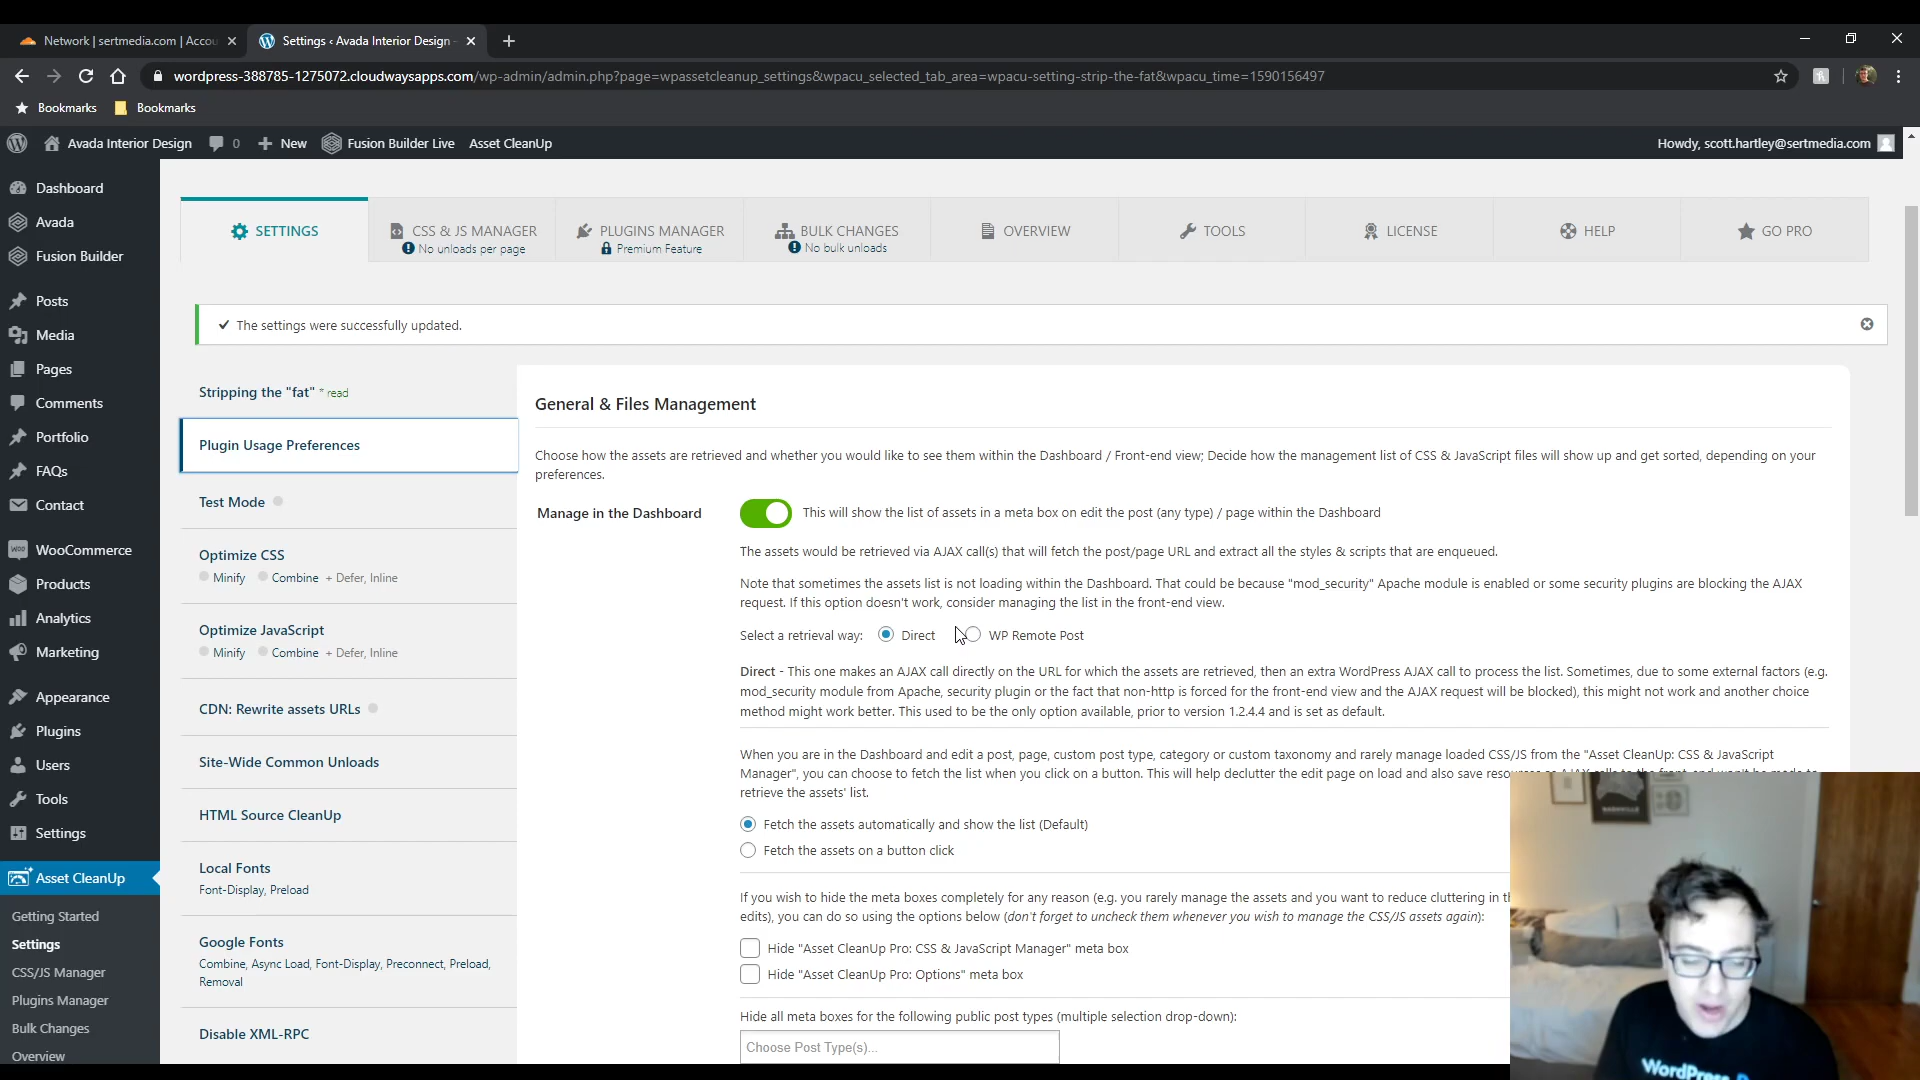 Network | sertmedia.com | Accou
Settings ‹ Avada Interior Design -
wordpress-388785-1275072.cloudwaysapps.com/wp-admin/admin.php?page=wpassetcleanup_settings&wpacu_selected_tab_area=wpacu-setting-strip-the-fat&wpacu_time=1590156497
Bookmarks
Bookmarks
Avada Interior Design
0
New
Fusion Builder Live
Asset CleanUp
Howdy, scott.hartley@sertmedia.com
Dashboard
Avada
Fusion Builder
Posts
Media
Pages
Comments
Portfolio
FAQs
Contact
WooCommerce
Products
Analytics
Marketing
Appearance
Plugins
Users
Tools
Settings
Asset CleanUp
Getting Started
Settings
CSS/JS Manager
Plugins Manager
Bulk Changes
Overview
SETTINGS
CSS & JS MANAGER
No unloads per page
PLUGINS MANAGER
Premium Feature
BULK CHANGES
No bulk unloads
OVERVIEW
TOOLS
LICENSE
HELP
GO PRO
The settings were successfully updated.
Stripping the "fat" * read
Plugin Usage Preferences
Test Mode
Optimize CSS
Minify Combine + Defer, Inline
Optimize JavaScript
Minify Combine + Defer, Inline
CDN: Rewrite assets URLs
Site-Wide Common Unloads
HTML Source CleanUp
Local Fonts
Font-Display, Preload
Google Fonts
Combine, Async Load, Font-Display, Preconnect, Preload,
Removal
Disable XML-RPC
General & Files Management
Choose how the assets are retrieved and whether you would like to see them within the Dashboard / Front-end view; Decide how the management list of CSS & JavaScript files will show up and get sorted, depending on your
preferences.
Manage in the Dashboard
This will show the list of assets in a meta box on edit the post (any type) / page within the Dashboard
The assets would be retrieved via AJAX call(s) that will fetch the post/page URL and extract all the styles & scripts that are enqueued.
Note that sometimes the assets list is not loading within the Dashboard. That could be because "mod_security" Apache module is enabled or some security plugins are blocking the AJAX
request. If this option doesn't work, consider managing the list in the front-end view.
Select a retrieval way: Direct WP Remote Post
Direct - This one makes an AJAX call directly on the URL for which the assets are retrieved, then an extra WordPress AJAX call to process the list. Sometimes, due to some external factors (e.g.
mod_security module from Apache, security plugin or the fact that non-http is forced for the front-end view and the AJAX request will be blocked), this might not work and another choice
method might work better. This used to be the only option available, prior to version 1.2.4.4 and is set as default.
When you are in the Dashboard and edit a post, page, custom post type, category or custom taxonomy and rarely manage loaded CSS/JS from the "Asset CleanUp: CSS & JavaScript
Manager", you can choose to fetch the list when you click on a button. This will help declutter the edit page on load and also save
retrieve the assets' list.
Fetch the assets automatically and show the list (Default)
Fetch the assets on a button click
If you wish to hide the meta boxes completely for any reason (e.g. you rarely manage the assets and you want to reduce cluttering in
edits), you can do so using the options below (don't forget to uncheck them whenever you wish to manage the CSS/JS assets again):
Hide "Asset CleanUp Pro: CSS & JavaScript Manager" meta box
Hide "Asset CleanUp Pro: Options" meta box
Hide all meta boxes for the following public post types (multiple selection drop-down):
Choose Post Type(s)...